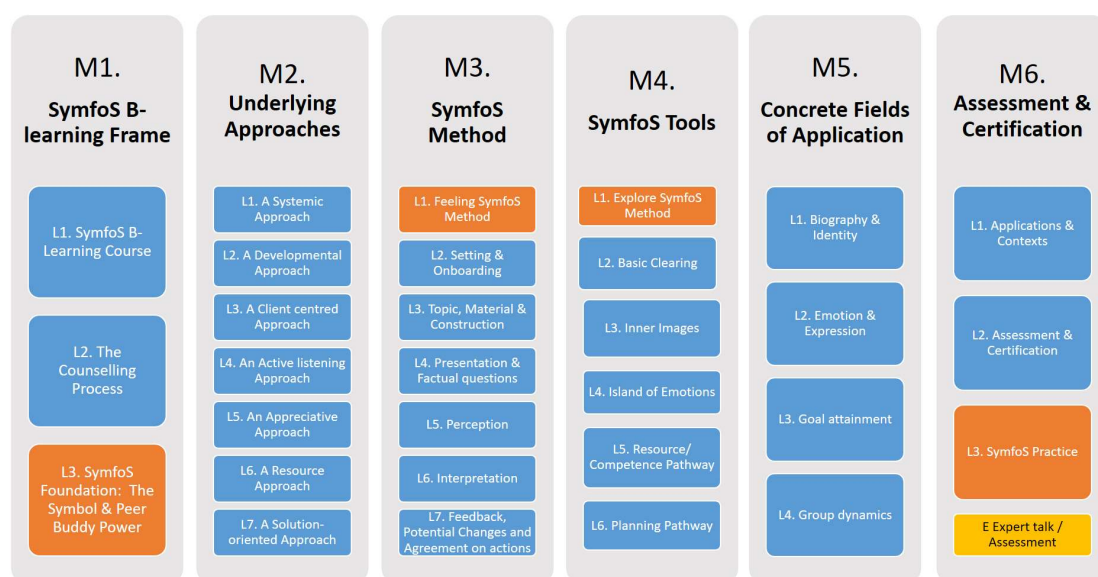 M1.
SymfoS B-
learning Frame
L1. SymfoS B-
Learning Course
L2. The
Counselling
Process
L3. SymfoS
Foundation: The
Symbol & Peer
Buddy Power
M2.
Underlying
Approaches
L1. A Systemic
Approach
L2. A Developmental
Approach
L3. A Client centred
Approach
L4. An Active listening
Approach
L5. An Appreciative
Approach
L6. A Resource
Approach
L7. A Solution-
oriented Approach
M3.
SymfoS
Method
L1. Feeling SymfoS
Method
L2. Setting &
Onboarding
L3. Topic, Material &
Construction
L4. Presentation &
Factual questions
L5. Perception
L6. Interpretation
L7. Feedback,
Potential Changes and
Agreement on actions
M4.
SymfoS Tools
L1. Explore SymfoS
Method
L2. Basic Clearing
L3. Inner Images
L4. Island of Emotions
L5. Resource/
Competence Pathway
L6. Planning Pathway
M5.
Concrete Fields
of Application
L1. Biography &
Identity
L2. Emotion &
Expression
L3. Goal attainment
L4. Group dynamics
M6.
Assessment &
Certification
L1. Applications &
Contexts
L2. Assessment &
Certification
L3. SymfoS Practice
E Expert talk /
Assessment